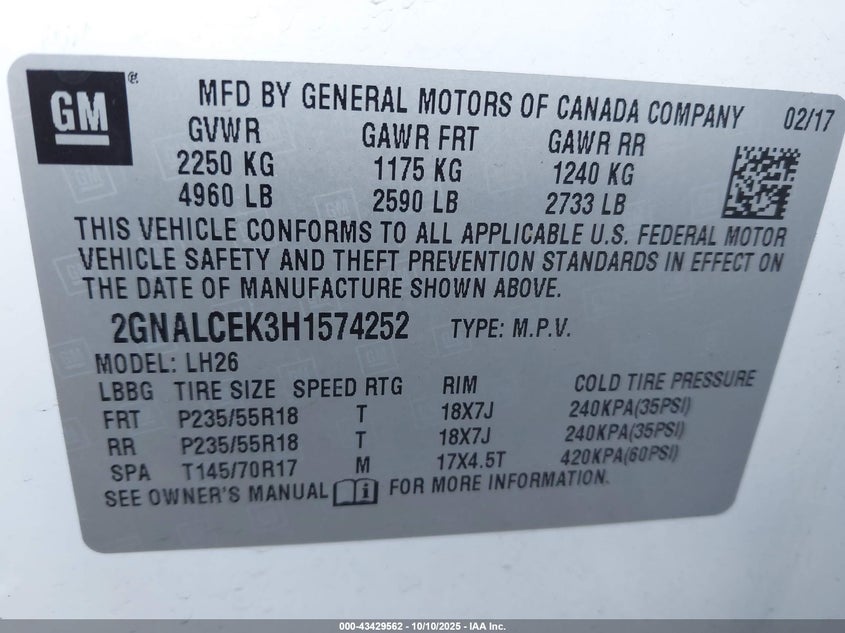 GM ®
MFD BY GENERAL MOTORS OF CANADA COMPANY 02/17
GVWR GAWR FRT GAWR RR
2250 KG 1175 KG 1240 KG
4960 LB 2590 LB 2733 LB
THIS VEHICLE CONFORMS TO ALL APPLICABLE U.S. FEDERAL MOTOR
VEHICLE SAFETY AND THEFT PREVENTION STANDARDS IN EFFECT ON
THE DATE OF MANUFACTURE SHOWN ABOVE.
2GNALCEK3H1574252 TYPE: M.P.V.
MODEL: LH26
LBBG TIRE SIZE SPEED RTG RIM COLD TIRE PRESSURE
FRT P235/55R18 T 18X7J 240KPA(35PSI)
RR P235/55R18 T 18X7J 240KPA(35PSI)
SPA T145/70R17 M 17X4.5T 420KPA(60PSI)
SEE OWNER'S MANUAL i FOR MORE INFORMATION.
000-43429562 - 10/10/2025 - IAA Inc.